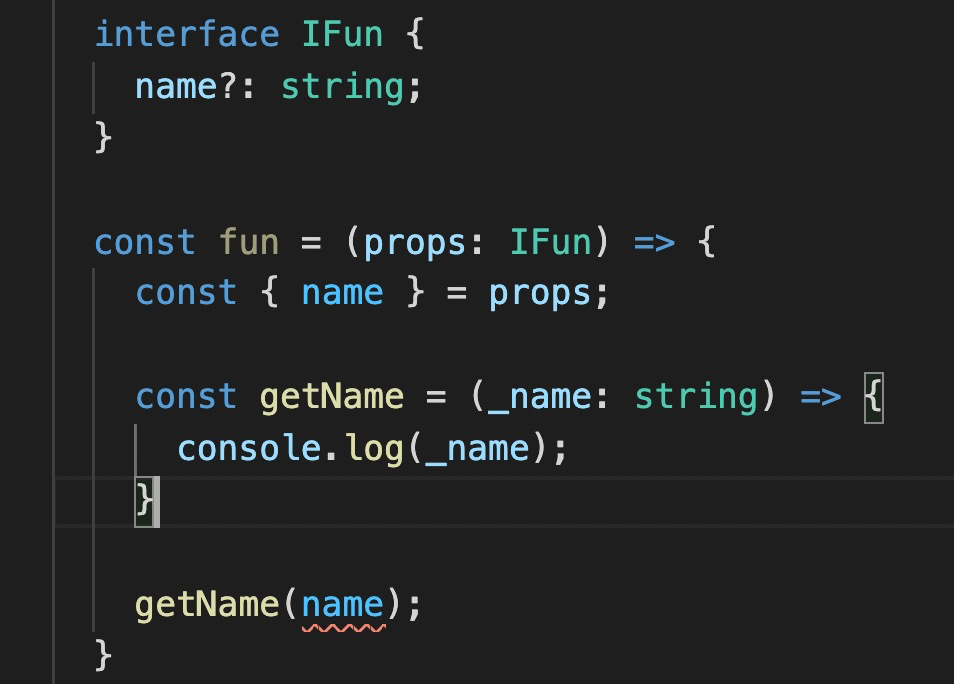 interface IFun {
name?: string;
}
const fun = (props: IFun) => {
const { name } = props;
const getName = (_name: string) => {
console.log(_name);
}
getName(name);
}